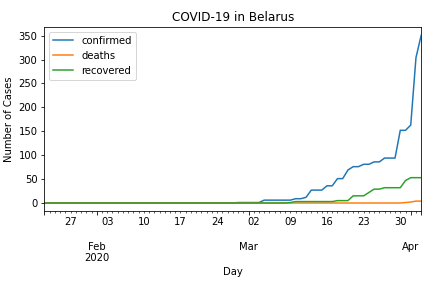 COVID-19 in Belarus
confirmed
deaths
recovered
Number of Cases
350
300
250
200
150
100
50
0
27 03 10 17 24 02 09 16 23 30
Feb Mar Apr
2020
Day